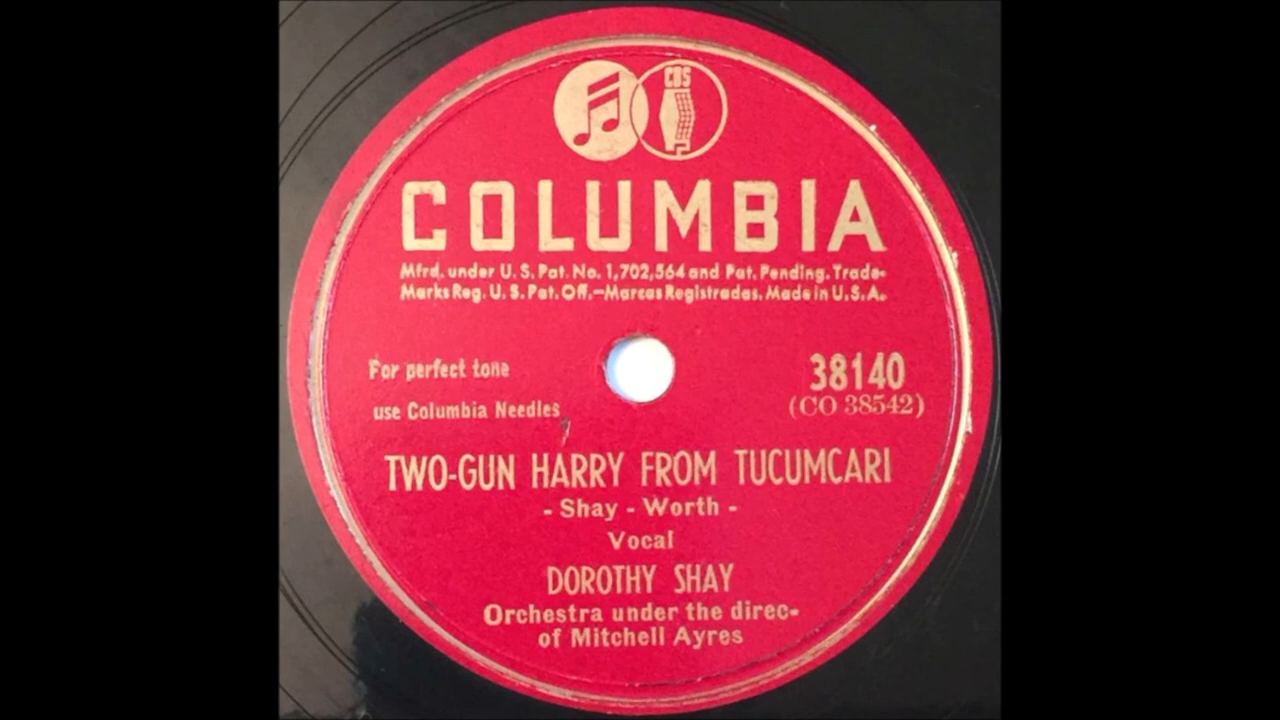 CBS
COLUMBIA
Mfrd. under U. S. Pat. No. 1,702,564 and Pat. Pending. Trade-
Marks Reg. U. S. Pat. Off.—Marcas Registradas. Made in U. S. A.
For perfect tone
use Columbia Needles
38140
(CO 38542)
TWO-GUN HARRY FROM TUCUMCARI
- Shay - Worth -
Vocal
DOROTHY SHAY
Orchestra under the direc-
of Mitchell Ayres